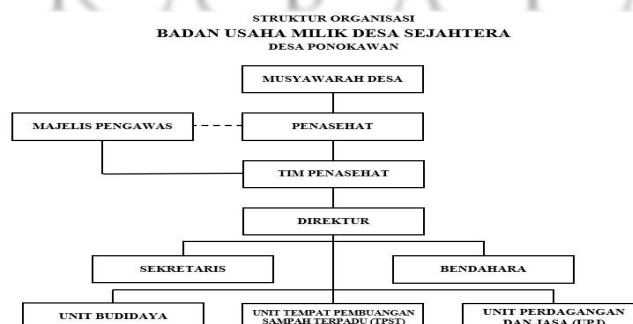 STRUKTUR ORGANISASI
BADAN USAHA MILIK DESA SEJAHTERA
DESA PONOKAWAN
MUSYAWARAH DESA
MAJELIS PENGAWAS
PENASEHAT
TIM PENASEHAT
DIREKTUR
SEKRETARIS
BENDAHARA
UNIT BUDIDAYA
UNIT TEMPAT PEMBUANGAN
SAMPAH TERPADU (TPST)
UNIT PERDAGANGAN
DAN JASA (UPJ)